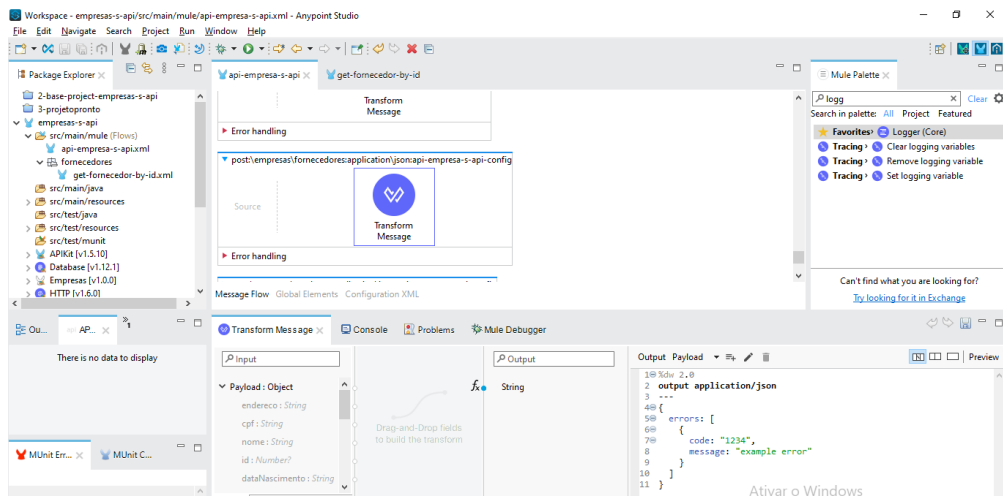 Workspace - empresas-s-api/src/main/mule/api-empresa-s-api.xml - Anypoint Studio
File Edit Navigate Search Project Run Window Help
Package Explorer
2-base-project-empresas-s-api
3-projetopronto
empresas-s-api
src/main/mule (Flows)
api-empresa-s-api.xml
fornecedores
get-fornecedor-by-id.xml
src/main/java
src/main/resources
src/test/java
src/test/resources
src/test/munit
APIKit [v1.5.10]
Database [v1.12.1]
Empresas [v1.0.0]
HTTP [v1.6.0]
api-empresa-s-api
get-fornecedor-by-id
Transform
Message
Error handling
post:\empresas\fornecedores:application\json:api-empresa-s-api-config
Source
Transform
Message
Error handling
Message Flow Global Elements Configuration XML
Mule Palette
logg
Clear
Search in palette: All Project Featured
Favorites› Logger (Core)
Tracing › Clear logging variables
Tracing › Remove logging variable
Tracing › Set logging variable
Can't find what you are looking for?
Try looking for it in Exchange
Ou...
AP...
»1
There is no data to display
MUnit Err...
MUnit C...
Transform Message
Console
Problems
Mule Debugger
Input
Payload : Object
endereco : String
cpf : String
nome : String
id : Number?
dataNascimento : String
Drag-and-Drop fields
to build the transform
fx
Output
String
Output Payload
Preview
1 %dw 2.0
2 output application/json
3 ---
4 {
5 errors: [
6 {
7 code: "1234",
8 message: "example error"
9 }
10 ]
11 }
Ativar o Windows